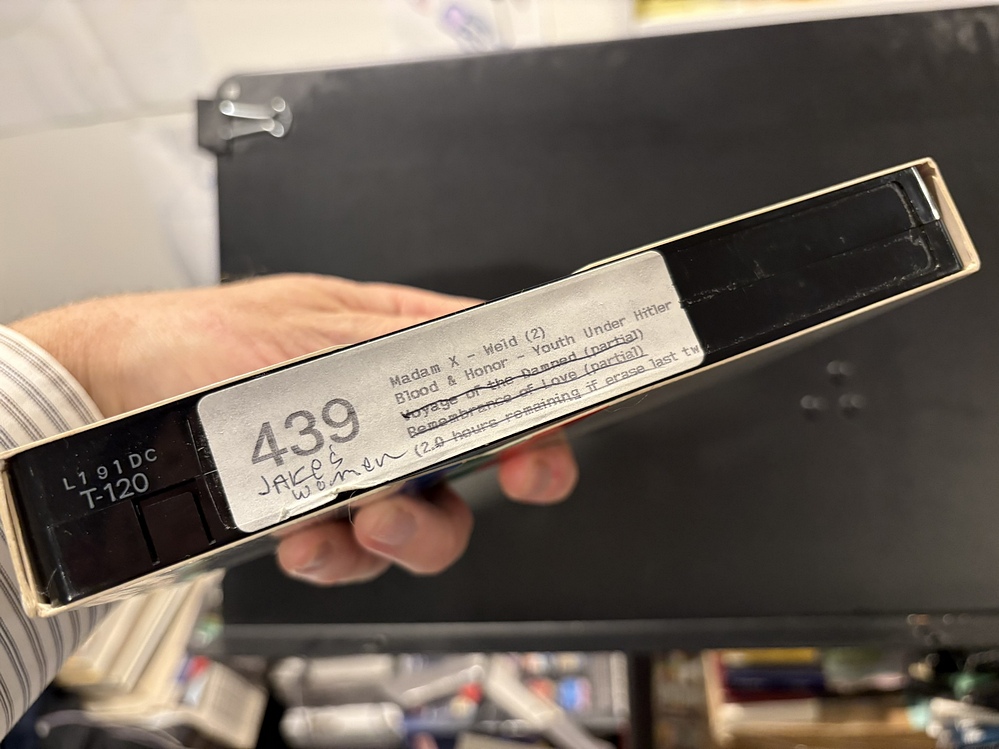 L191DC
T-120
439
JAKES
women
Madam X - Weld (2)
Blood & Honor - Youth Under Hitler
Voyage of the Damned (partial)
Remembrance of Love (partial)
(2.0 hours remaining if erase last tw